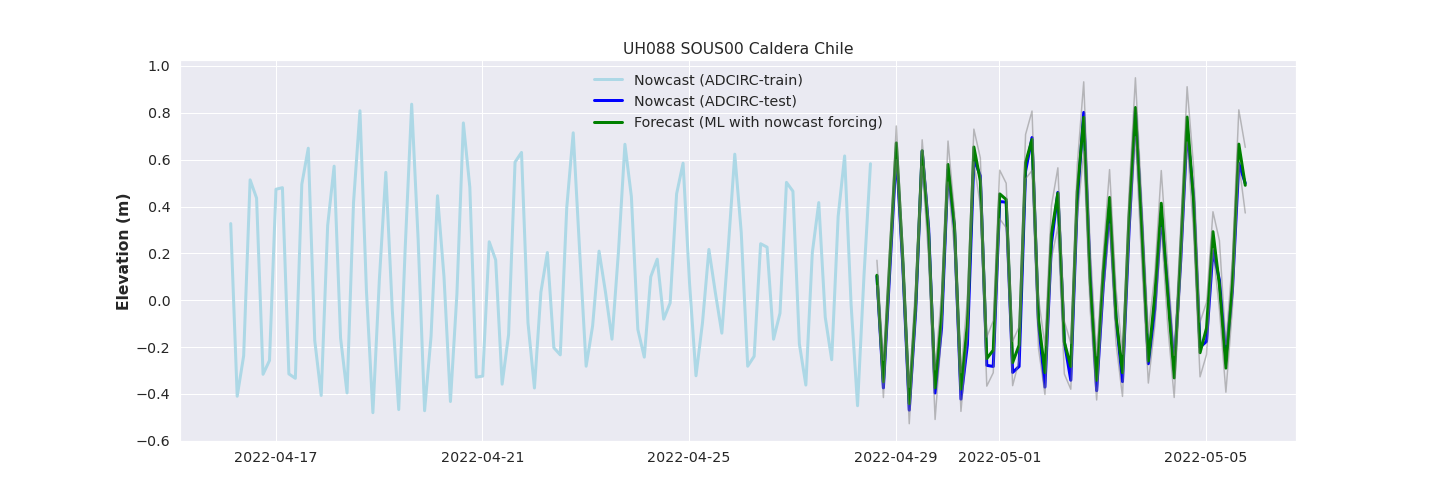 UH088 SOUS00 Caldera Chile
Nowcast (ADCIRC-train)
Nowcast (ADCIRC-test)
Forecast (ML with nowcast forcing)
Elevation (m)
1.0
0.8
0.6
0.4
0.2
0.0
−0.2
−0.4
−0.6
2022-04-17 2022-04-21 2022-04-25 2022-04-29 2022-05-01 2022-05-05